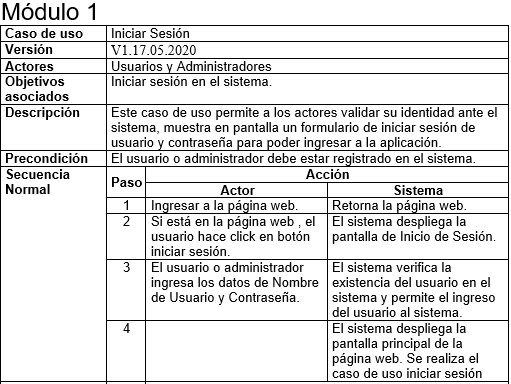 Módulo 1
Caso de uso Iniciar Sesión
Versión V1.17.05.2020
Actores Usuarios y Administradores
Objetivos asociados Iniciar sesión en el sistema.
Descripción Este caso de uso permite a los actores validar su identidad ante el
sistema, muestra en pantalla un formulario de iniciar sesión de
usuario y contraseña para poder ingresar a la aplicación.
Precondición El usuario o administrador debe estar registrado en el sistema.
Secuencia Normal
Paso Acción
Actor Sistema
1 Ingresar a la página web. Retorna la página web.
2 Si está en la página web , el
usuario hace click en botón
iniciar sesión.
El sistema despliega la
pantalla de Inicio de Sesión.
3 El usuario o administrador
ingresa los datos de Nombre
de Usuario y Contraseña.
El sistema verifica la
existencia del usuario en el
sistema y permite el ingreso
del usuario al sistema.
4 El sistema despliega la
pantalla principal de la
página web. Se realiza el
caso de uso iniciar sesión